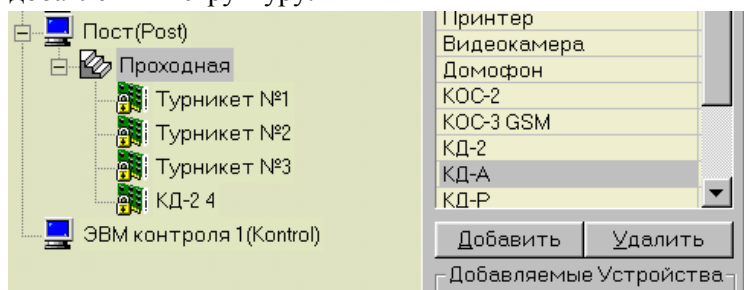 Пост(Post)
Проходная
Турникет №1
Турникет №2
Турникет №3
КД-2 4
ЭВМ контроля 1(Kontrol)
Принтер
Видеокамера
Домофон
КОС-2
КОС-3 GSM
КД-2
КД-А
КД-Р
Добавить Удалить
Добавляемые Устройства